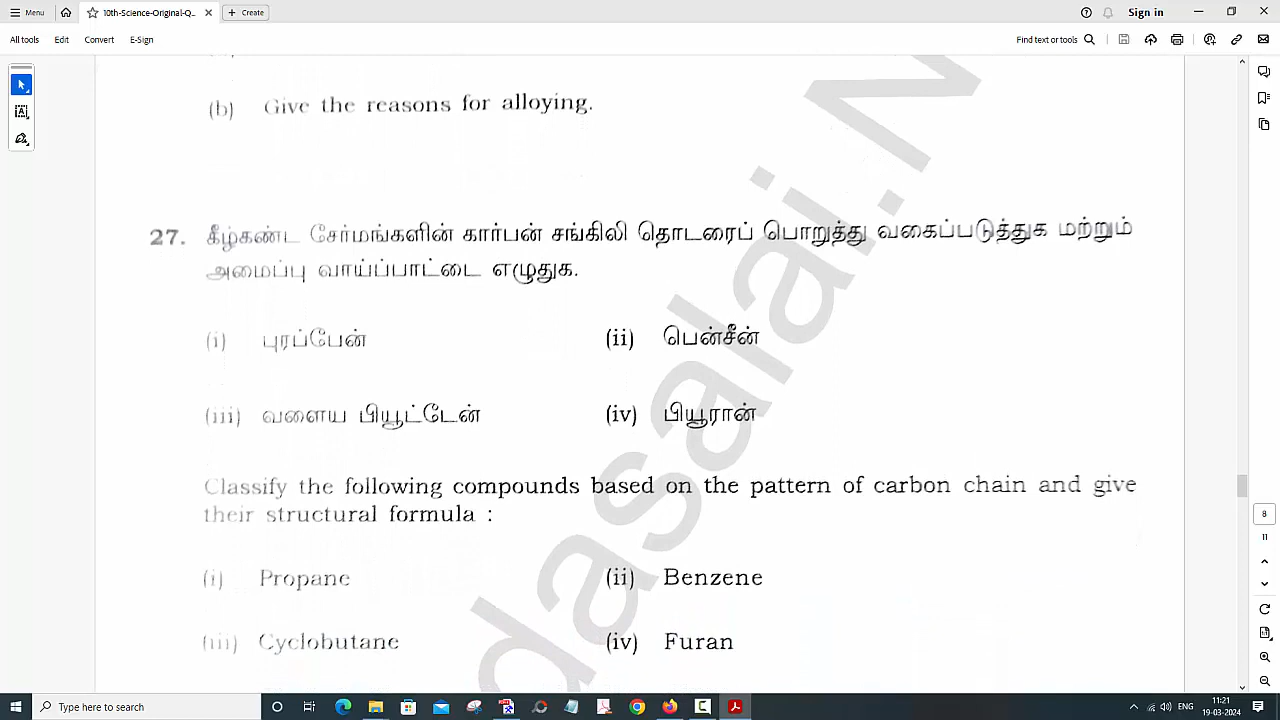 Menu
10th-Science-Original-Q...
Create
Sign in
All tools
Edit
Convert
E-Sign
Find text or tools
(b) Give the reasons for alloying.
27. கீழ்கண்ட சேர்மங்களின் கார்பன் சங்கிலி தொடரைப் பொறுத்து வகைப்படுத்துக மற்றும்
அமைப்பு வாய்ப்பாட்டை எழுதுக.
(i) புரப்பேன் (ii) பென்சீன்
(iii) வளைய பியூட்டேன் (iv) பியூரான்
Classify the following compounds based on the pattern of carbon chain and give
their structural formula :
(i) Propane (ii) Benzene
(iii) Cyclobutane (iv) Furan
dasalai.N
8
11
Type here to search
ENG
11:21
19-03-2024